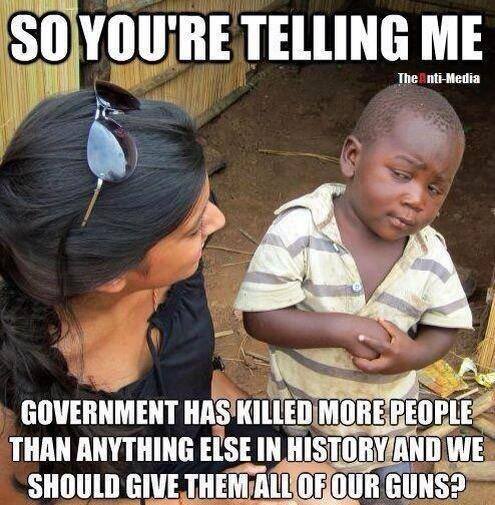 SO YOU'RE TELLING ME
The Anti-Media
GOVERNMENT HAS KILLED MORE PEOPLE
THAN ANYTHING ELSE IN HISTORY AND WE
SHOULD GIVE THEM ALL OF OUR GUNS?